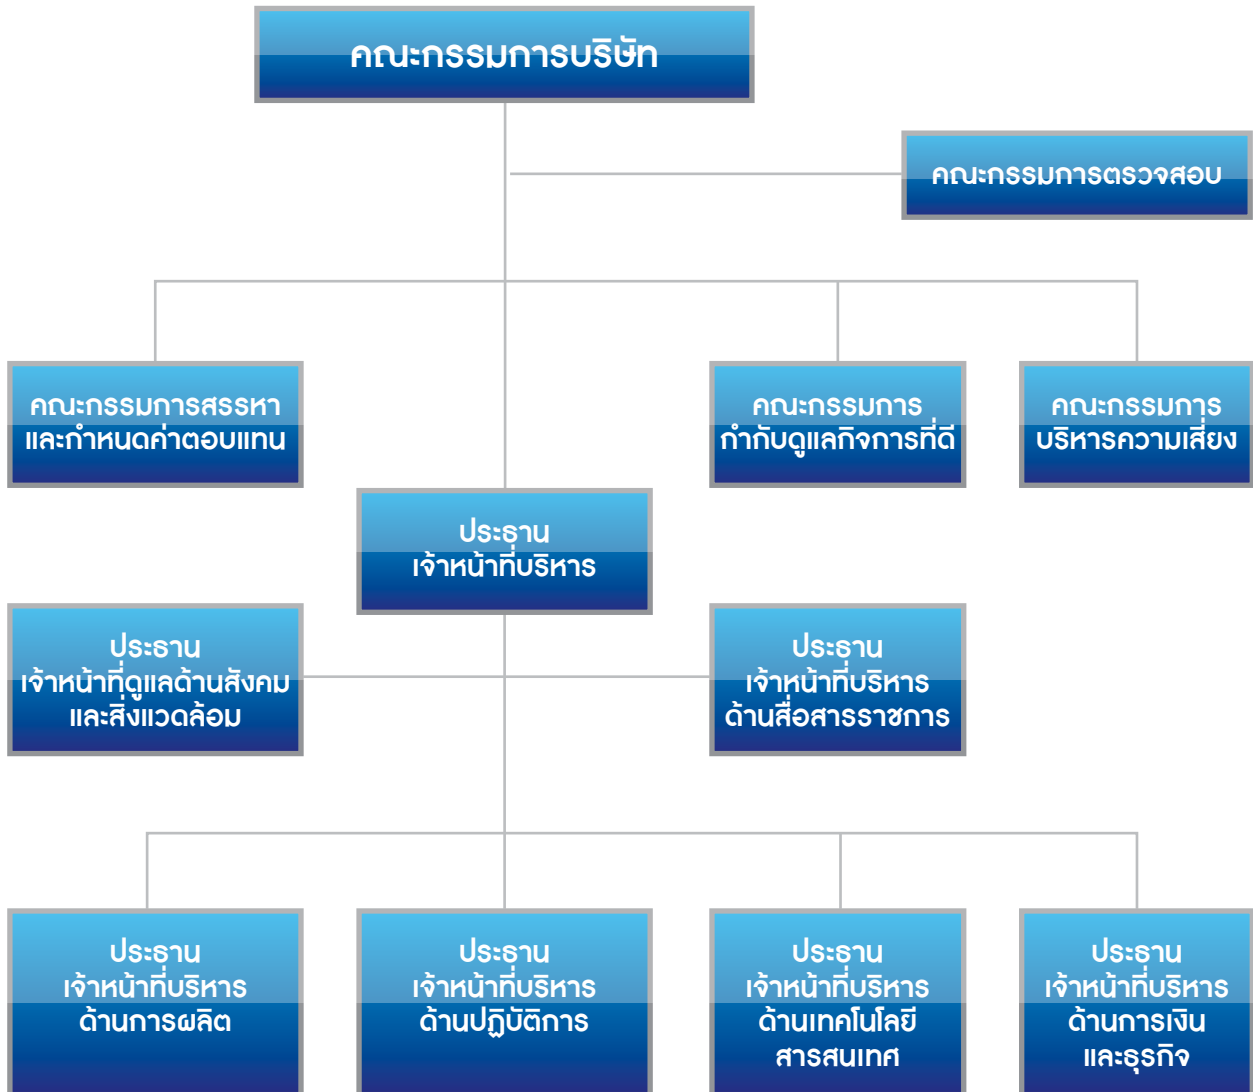 คณะกรรมการบริษัท
คณะกรรมการตรวจสอบ
คณะกรรมการสรรหา
และกำหนดค่าตอบแทน
คณะกรรมการ
กำกับดูแลกิจการที่ดี
คณะกรรมการ
บริหารความเสี่ยง
ประธาน
เจ้าหน้าที่บริหาร
ประธาน
เจ้าหน้าที่ดูแลด้านสังคม
และสิ่งแวดล้อม
ประธาน
เจ้าหน้าที่บริหาร
ด้านสื่อสารราชการ
ประธาน
เจ้าหน้าที่บริหาร
ด้านการผลิต
ประธาน
เจ้าหน้าที่บริหาร
ด้านปฏิบัติการ
ประธาน
เจ้าหน้าที่บริหาร
ด้านเทคโนโลยี
สารสนเทศ
ประธาน
เจ้าหน้าที่บริหาร
ด้านการเงิน
และธุรกิจ